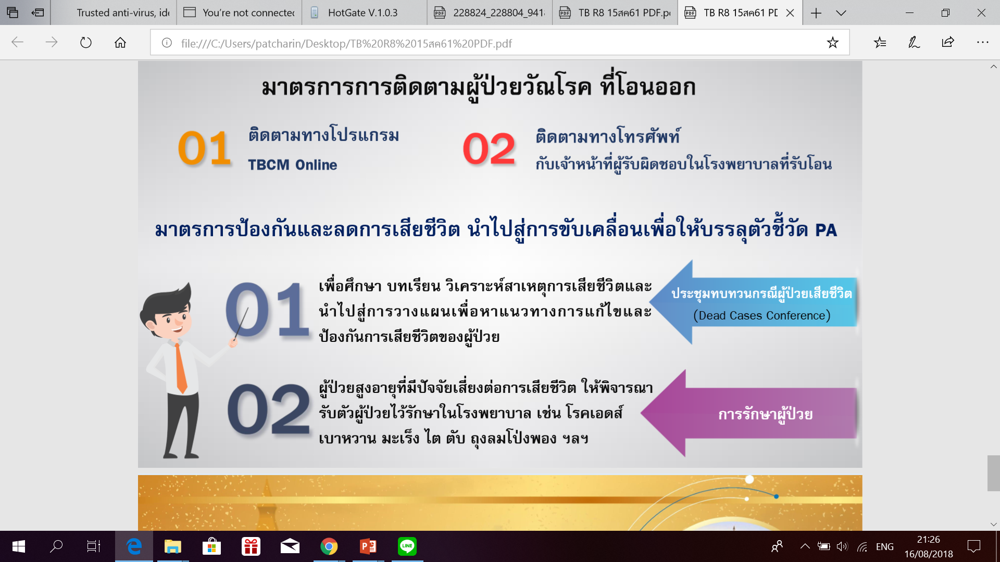 Trusted anti-virus, ide
You're not connected
HotGate V.1.0.3
228824_228804_941
TB R8 15สค61 PDF.p
TB R8 15สค61 PD
file:///C:/Users/patcharin/Desktop/TB%20R8%2015สค61%20PDF.pdf
มาตรการการติดตามผู้ป่วยวัณโรค ที่โอนออก
01
ติดตามทางโปรแกรม
TBCM Online
02
ติดตามทางโทรศัพท์
กับเจ้าหน้าที่ผู้รับผิดชอบในโรงพยาบาลที่รับโอน
มาตรการป้องกันและลดการเสียชีวิต นำไปสู่การขับเคลื่อนเพื่อให้บรรลุตัวชี้วัด PA
01
เพื่อศึกษา บทเรียน วิเคราะห์สาเหตุการเสียชีวิตและ
นำไปสู่การวางแผนเพื่อหาแนวทางการแก้ไขและ
ป้องกันการเสียชีวิตของผู้ป่วย
ประชุมทบทวนกรณีผู้ป่วยเสียชีวิต
(Dead Cases Conference)
02
ผู้ป่วยสูงอายุที่มีปัจจัยเสี่ยงต่อการเสียชีวิต ให้พิจารณา
รับตัวผู้ป่วยไว้รักษาในโรงพยาบาล เช่น โรคเอดส์
เบาหวาน มะเร็ง ไต ตับ ถุงลมโป่งพอง ฯลฯ
การรักษาผู้ป่วย
LINE
ENG
21:26
16/08/2018